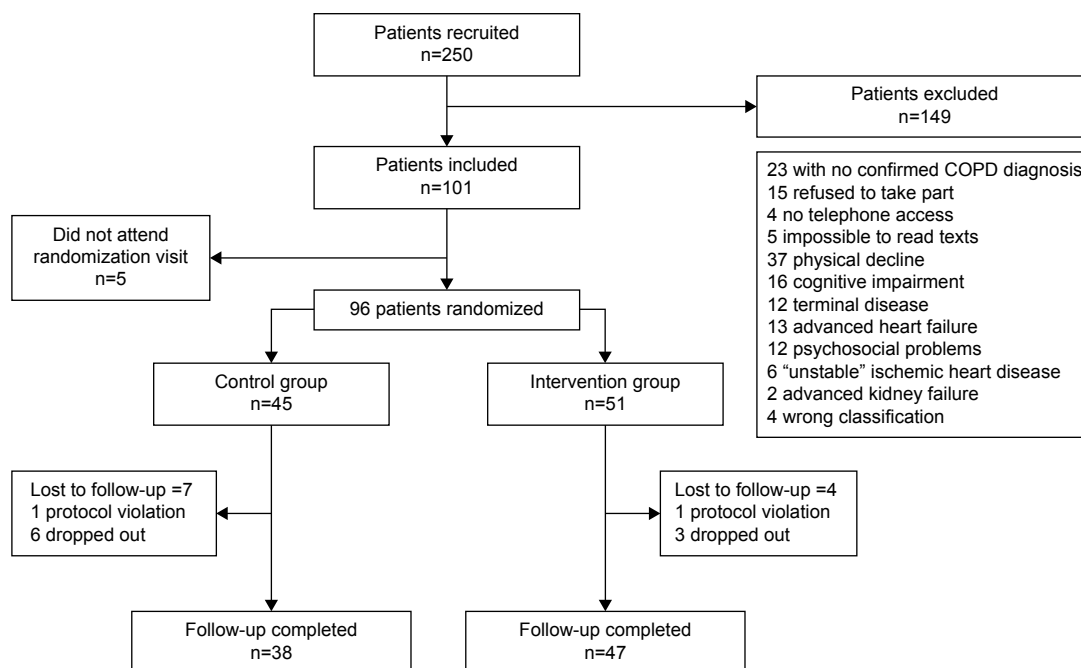 Patients recruited
n=250
Patients excluded
n=149
Patients included
n=101
23 with no confirmed COPD diagnosis
15 refused to take part
4 no telephone access
5 impossible to read texts
37 physical decline
16 cognitive impairment
12 terminal disease
13 advanced heart failure
12 psychosocial problems
6 “unstable” ischemic heart disease
2 advanced kidney failure
4 wrong classification
Did not attend
randomization visit
n=5
96 patients randomized
Control group
n=45
Intervention group
n=51
Lost to follow-up =7
1 protocol violation
6 dropped out
Lost to follow-up =4
1 protocol violation
3 dropped out
Follow-up completed
n=38
Follow-up completed
n=47